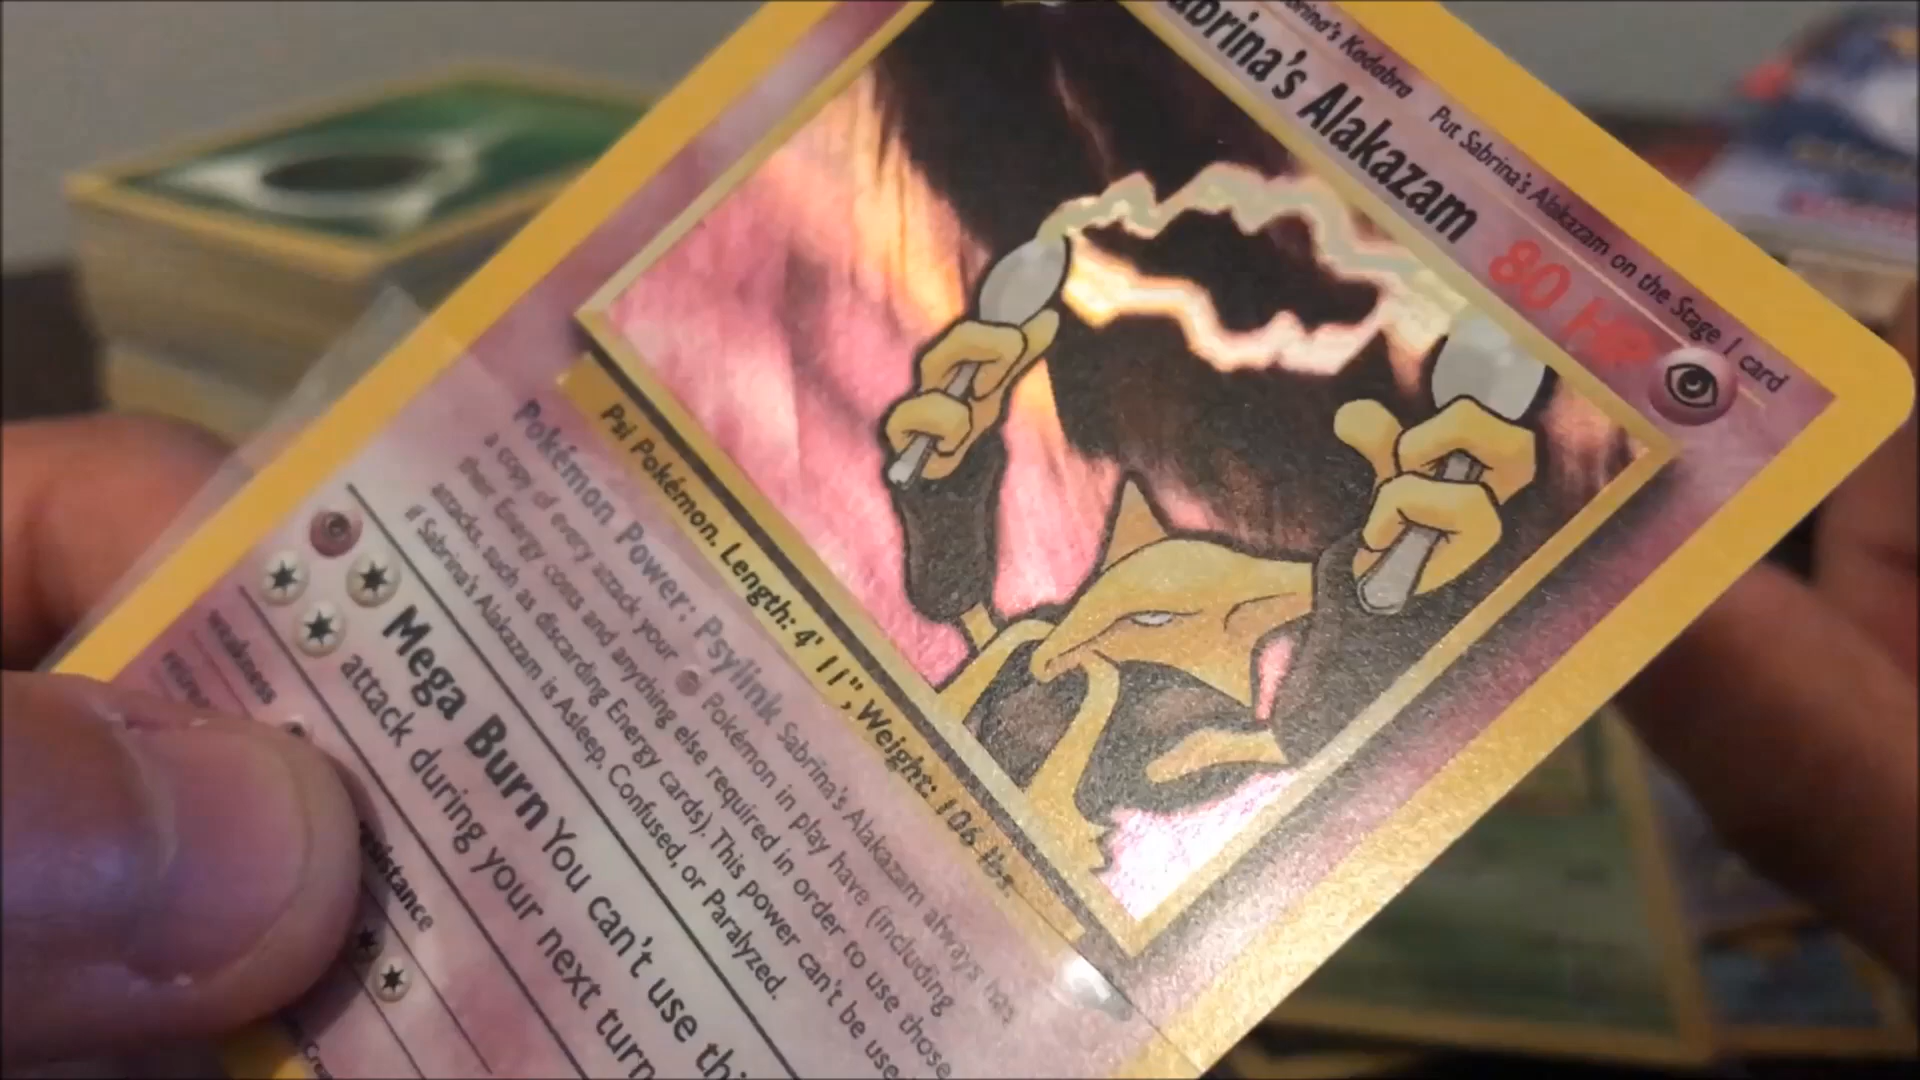 Sabrina's Kadabra Put Sabrina's Alakazam on the Stage 1 card
abrina's Alakazam 80 HP
Psi Pokémon. Length: 4' 11", Weight: 106 lbs.
Pokémon Power: Psylink Sabrina's Alakazam always has
a copy of every attack your Pokémon in play have (including
their Energy costs and anything else required in order to use those
attacks, such as discarding Energy cards). This power can't be used
if Sabrina's Alakazam is Asleep, Confused, or Paralyzed.
Mega Burn You can't use thi
attack during your next turn
weakness
resistance